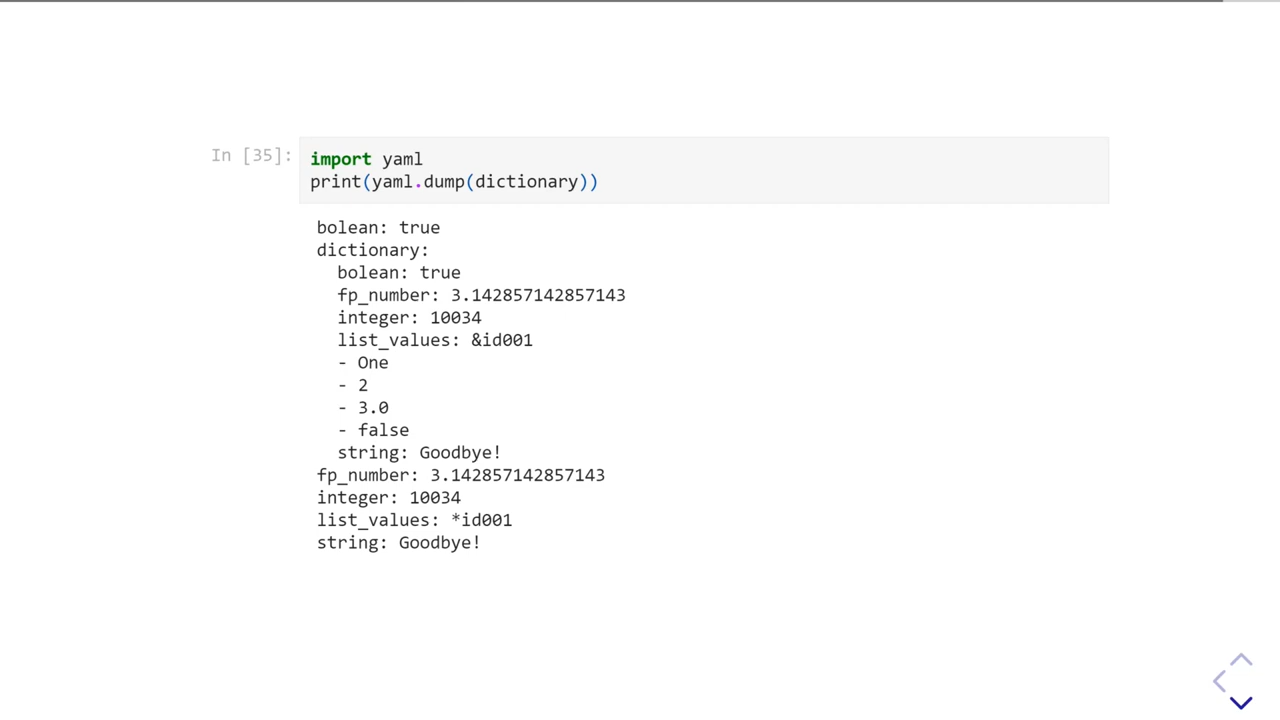 In [35]:
import yaml
print(yaml.dump(dictionary))
bolean: true
dictionary:
  bolean: true
  fp_number: 3.142857142857143
  integer: 10034
  list_values: &id001
  - One
  - 2
  - 3.0
  - false
  string: Goodbye!
fp_number: 3.142857142857143
integer: 10034
list_values: *id001
string: Goodbye!